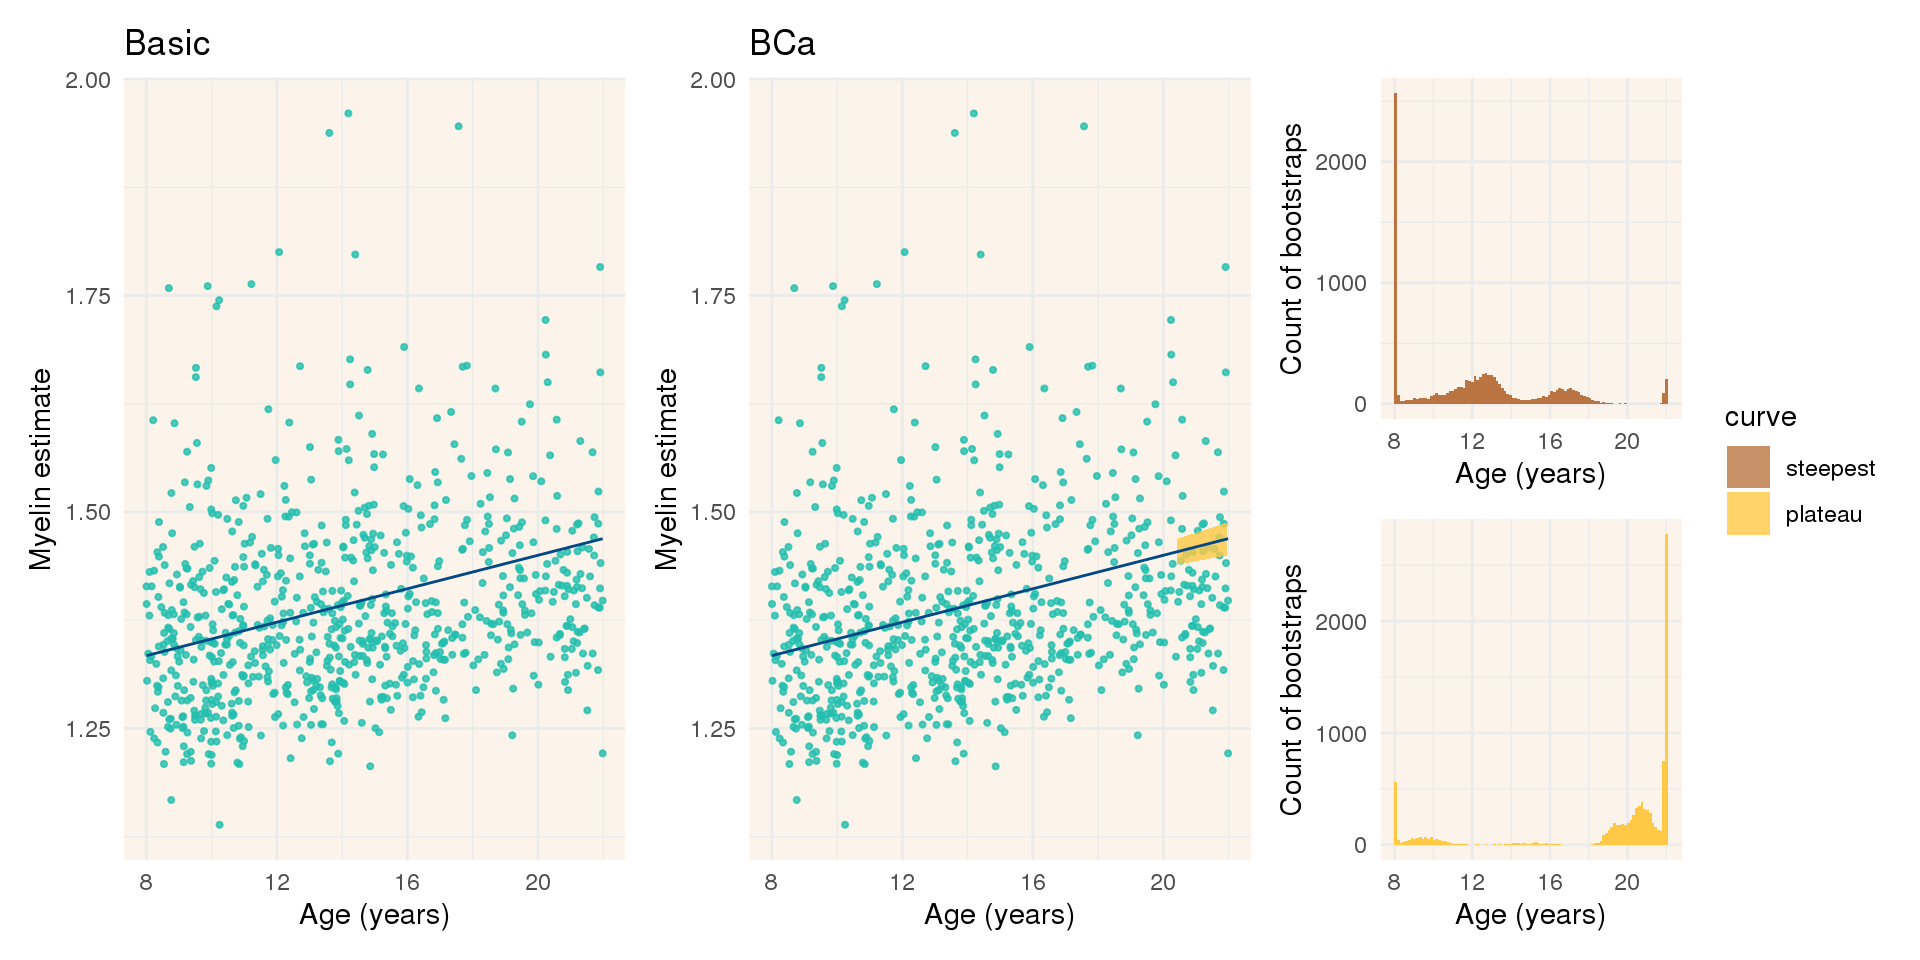 Basic
2.00
1.75
1.50
1.25
Myelin estimate
8 12 16 20
Age (years)
BCa
2.00
1.75
1.50
1.25
Myelin estimate
8 12 16 20
Age (years)
2000
1000
0
Count of bootstraps
8 12 16 20
Age (years)
2000
1000
0
Count of bootstraps
8 12 16 20
Age (years)
curve
steepest
plateau